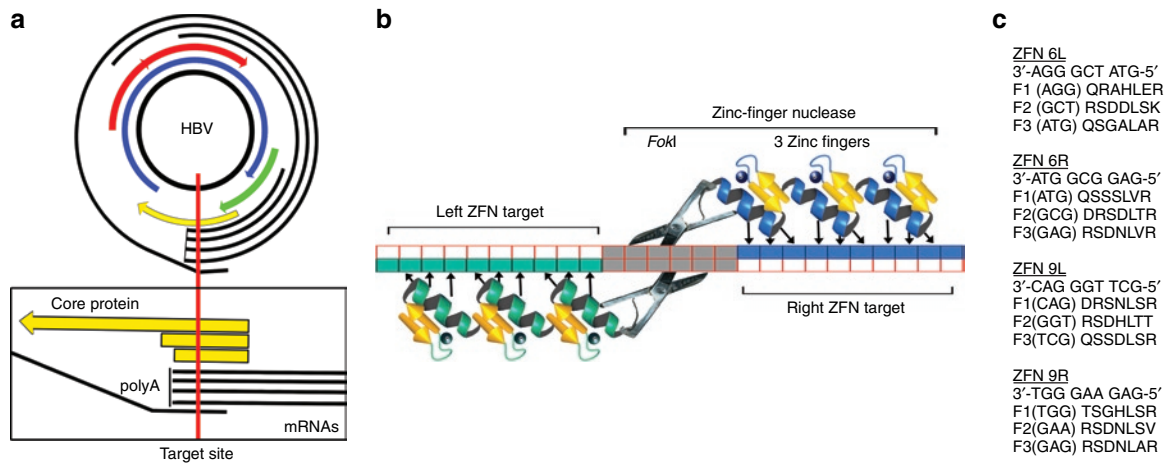 a
HBV
Core protein
polyA
mRNAs
Target site
b
Zinc-finger nuclease
FokI
3 Zinc fingers
Left ZFN target
Right ZFN target
c
ZFN 6L
3′-AGG GCT ATG-5′
F1 (AGG) QRAHLER
F2 (GCT) RSDDLSK
F3 (ATG) QSGALAR
ZFN 6R
3′-ATG GCG GAG-5′
F1(ATG) QSSSLVR
F2(GCG) DRSDLTR
F3(GAG) RSDNLVR
ZFN 9L
3′-CAG GGT TCG-5′
F1(CAG) DRSNLSR
F2(GGT) RSDHLTT
F3(TCG) QSSDLSR
ZFN 9R
3′-TGG GAA GAG-5′
F1(TGG) TSGHLSR
F2(GAA) RSDNLSV
F3(GAG) RSDNLAR